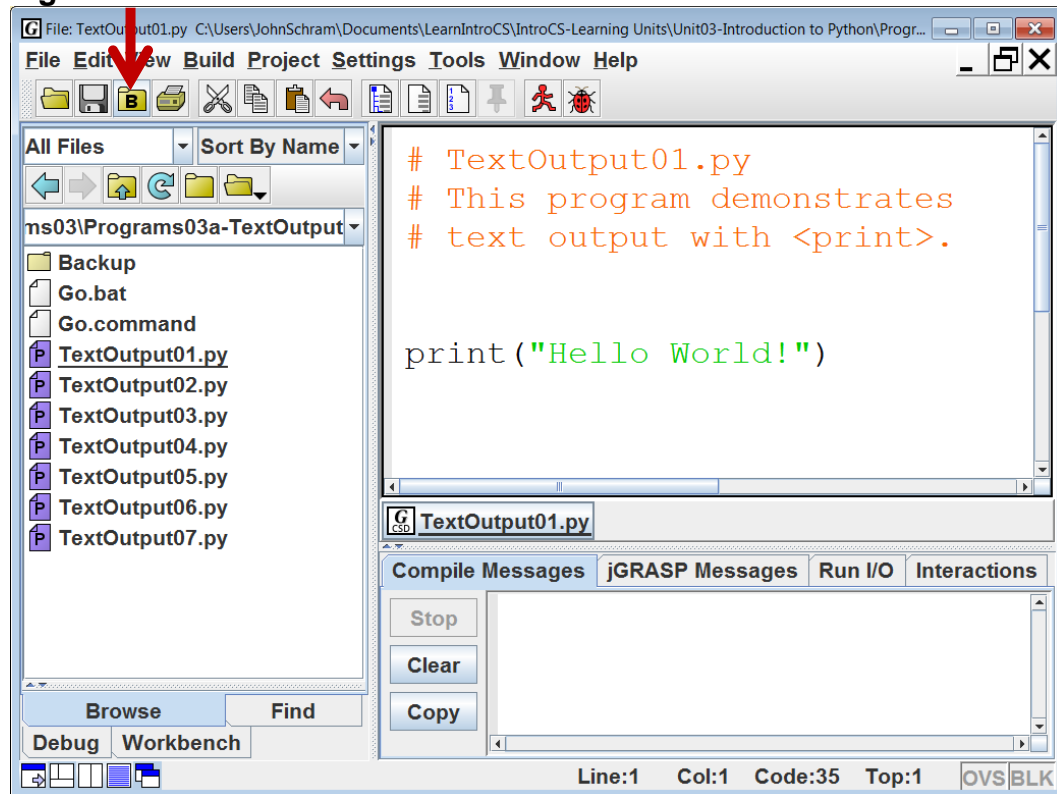 File: TextOutput01.py C:\Users\JohnSchram\Documents\LearnIntroCS\IntroCS-Learning Units\Unit03-Introduction to Python\Progr...
File Edit View Build Project Settings Tools Window Help
B
All Files Sort By Name
ms03\Programs03a-TextOutput
Backup
Go.bat
Go.command
TextOutput01.py
TextOutput02.py
TextOutput03.py
TextOutput04.py
TextOutput05.py
TextOutput06.py
TextOutput07.py
Browse Find
Debug Workbench
# TextOutput01.py
# This program demonstrates
# text output with <print>.
print("Hello World!")
G CSD TextOutput01.py
Compile Messages jGRASP Messages Run I/O Interactions
Stop
Clear
Copy
Line:1 Col:1 Code:35 Top:1 OVS BLK